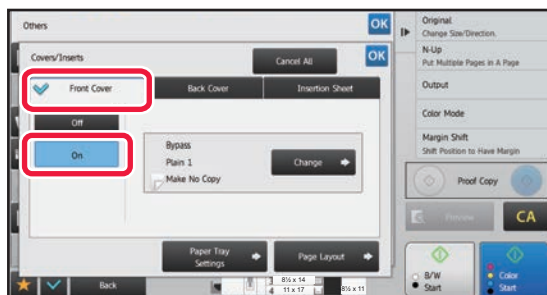 Others
OK
Covers/Inserts
Cancel All
OK
Front Cover
Back Cover
Insertion Sheet
Off
On
Bypass
Plain 1
Make No Copy
Change
Paper Tray
Settings
Page Layout
Back
8½ x 14
4 11 x 17
8½ x 11
Original
Change Size/Direction.
N-Up
Put Multiple Pages in A Page
Output
Color Mode
Margin Shift
Shift Position to Have Margin
Proof Copy
Preview
CA
B/W
Start
Color
Start